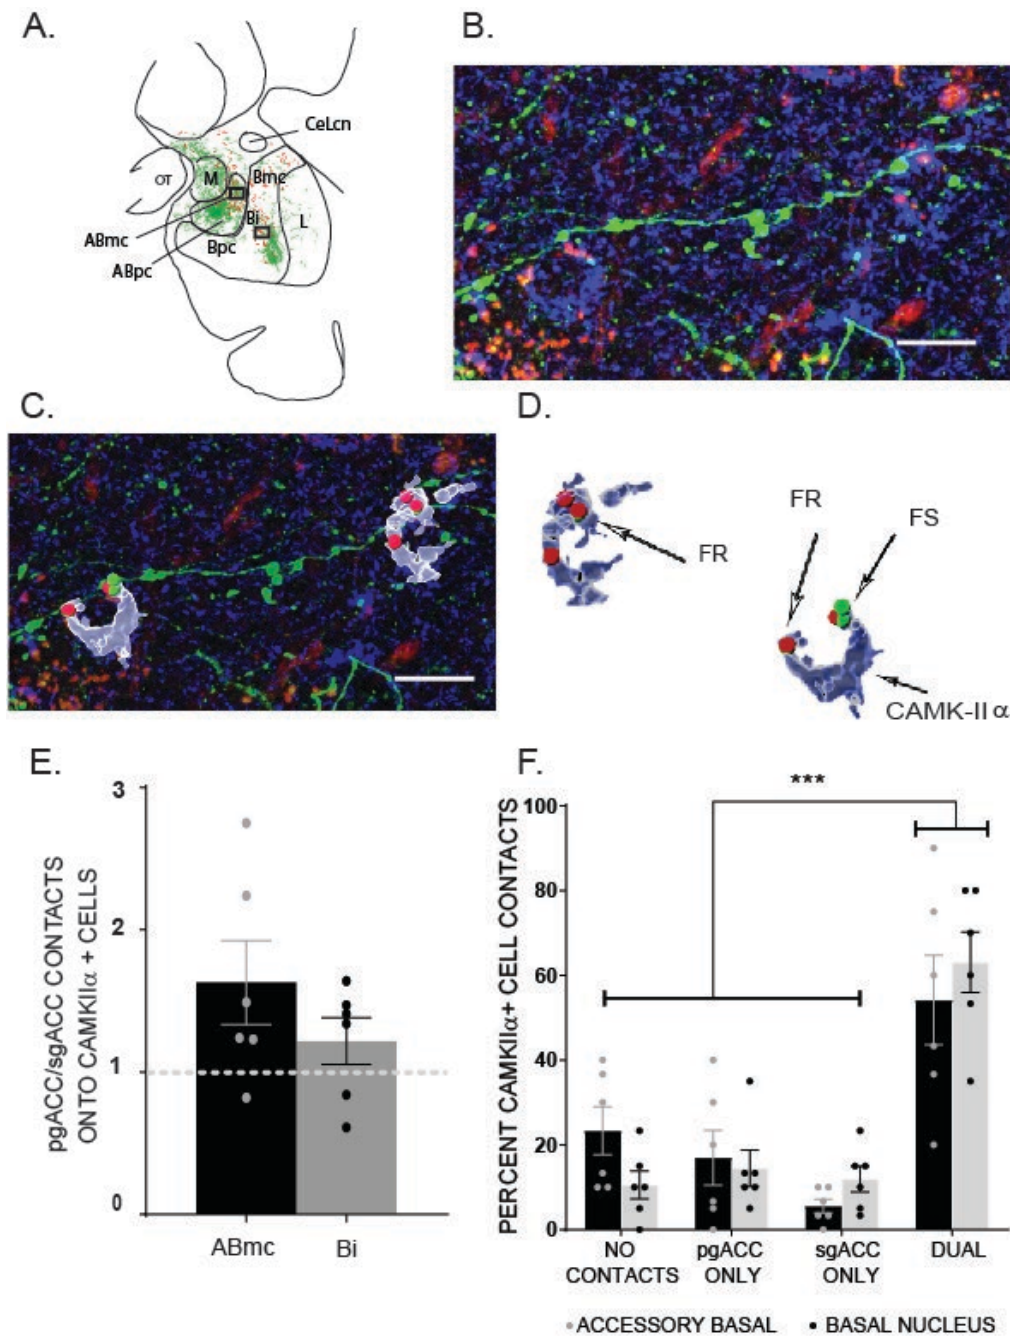 A.
CeLcn
OT
M
Bmc
Bi
L
ABmc
Bpc
ABpc
B.
C.
D.
FR
FR
FS
CAMK-II α
E.
pgACC/sgACC CONTACTS
ONTO CAMKIIα + CELLS
3
2
1
0
ABmc
Bi
F.
PERCENT CAMKIIα+ CELL CONTACTS
100
80
60
40
20
0
***
NO
CONTACTS
pgACC
ONLY
sgACC
ONLY
DUAL
ACCESSORY BASAL
BASAL NUCLEUS